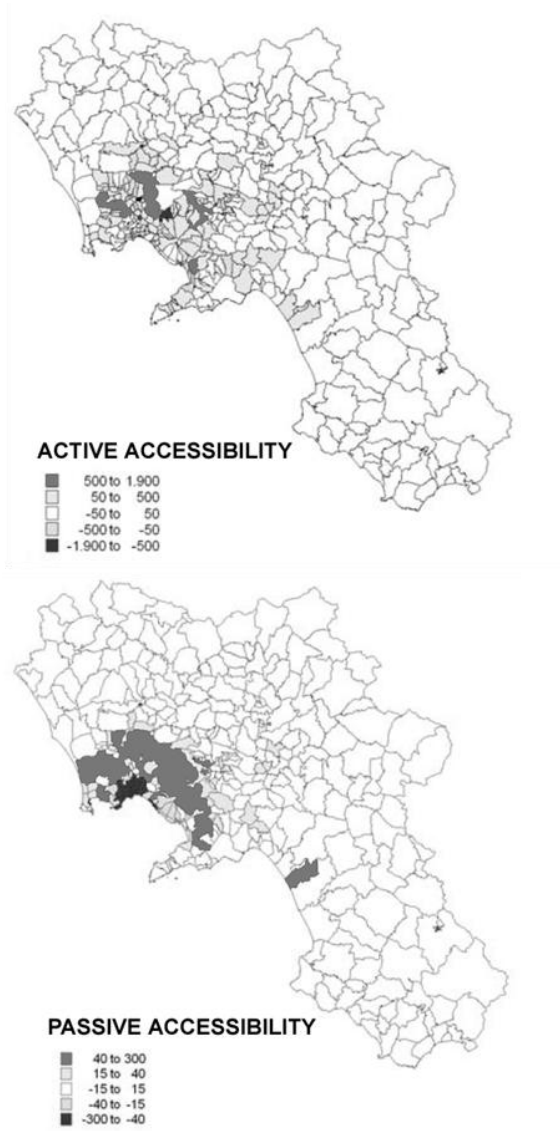 ACTIVE ACCESSIBILITY
500 to 1.900
50 to 500
-50 to 50
-500 to -50
-1.900 to -500
PASSIVE ACCESSIBILITY
40 to 300
15 to 40
-15 to 15
-40 to -15
-300 to -40